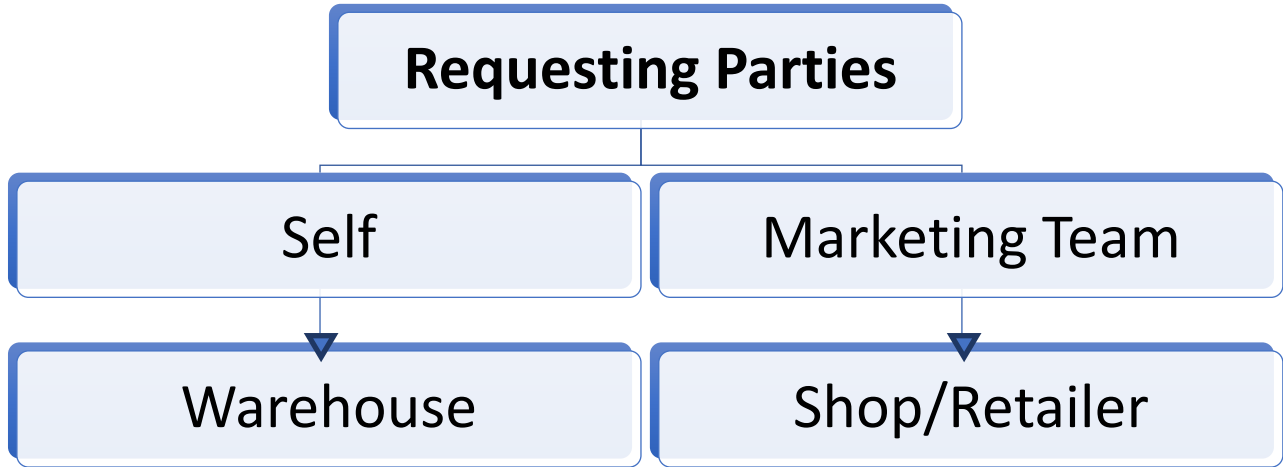 Requesting Parties
Self
Marketing Team
Warehouse
Shop/Retailer